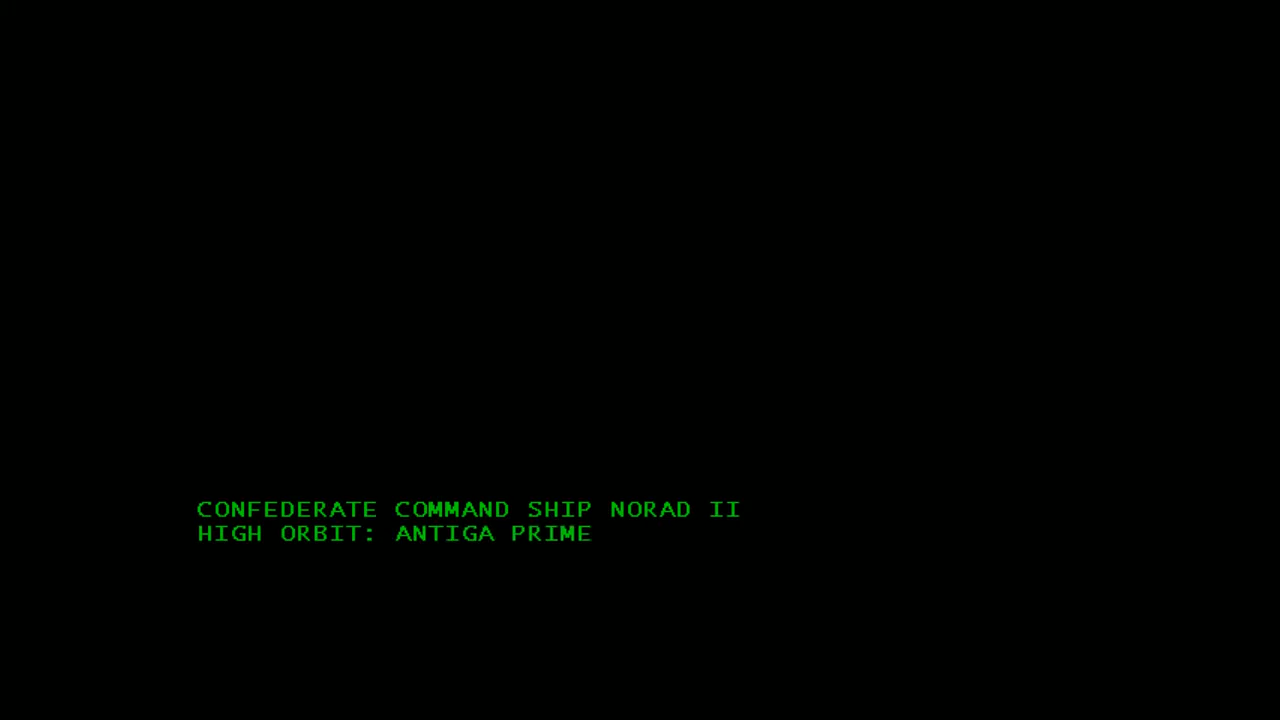 CONFEDERATE COMMAND SHIP NORAD II
HIGH ORBIT: ANTIGA PRIME